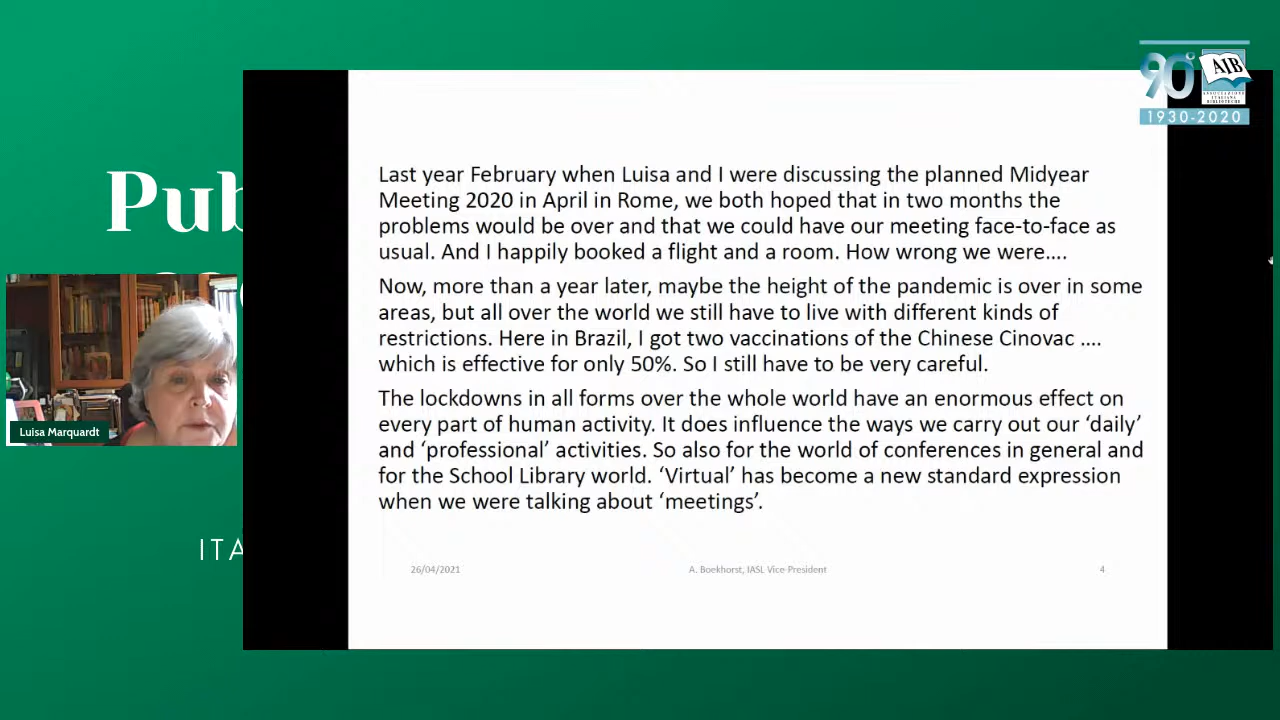 90°
AIB
ASSOCIAZIONE
ITALIANA
BIBLIOTECHE
1930-2020
Pub
Last year February when Luisa and I were discussing the planned Midyear
Meeting 2020 in April in Rome, we both hoped that in two months the
problems would be over and that we could have our meeting face-to-face as
usual. And I happily booked a flight and a room. How wrong we were....
Now, more than a year later, maybe the height of the pandemic is over in some
areas, but all over the world we still have to live with different kinds of
restrictions. Here in Brazil, I got two vaccinations of the Chinese Cinovac ....
which is effective for only 50%. So I still have to be very careful.
The lockdowns in all forms over the whole world have an enormous effect on
every part of human activity. It does influence the ways we carry out our ‘daily’
and ‘professional’ activities. So also for the world of conferences in general and
for the School Library world. ‘Virtual’ has become a new standard expression
when we were talking about ‘meetings’.
Luisa Marquardt
ITA
26/04/2021 A. Boekhorst, IASL Vice-President 4